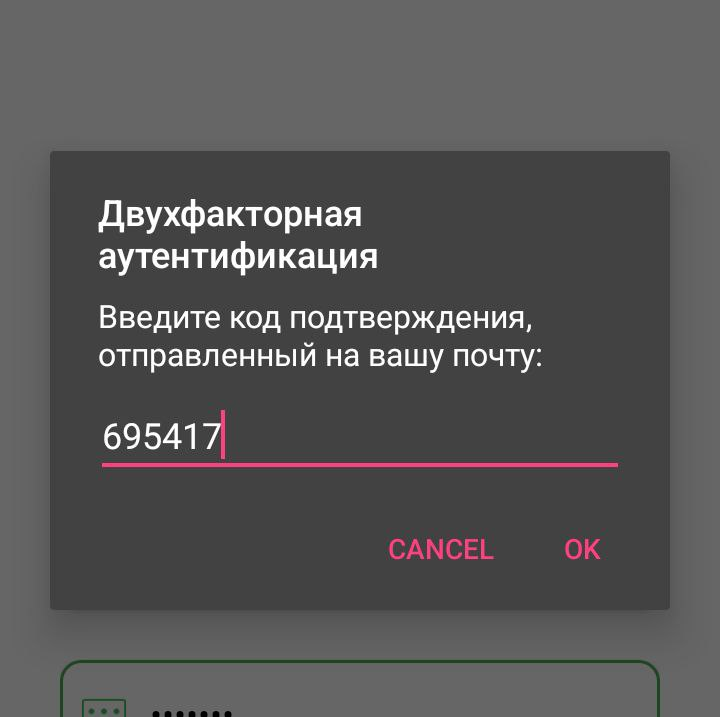 Двухфакторная
аутентификация
Введите код подтверждения,
отправленный на вашу почту:
695417
CANCEL OK